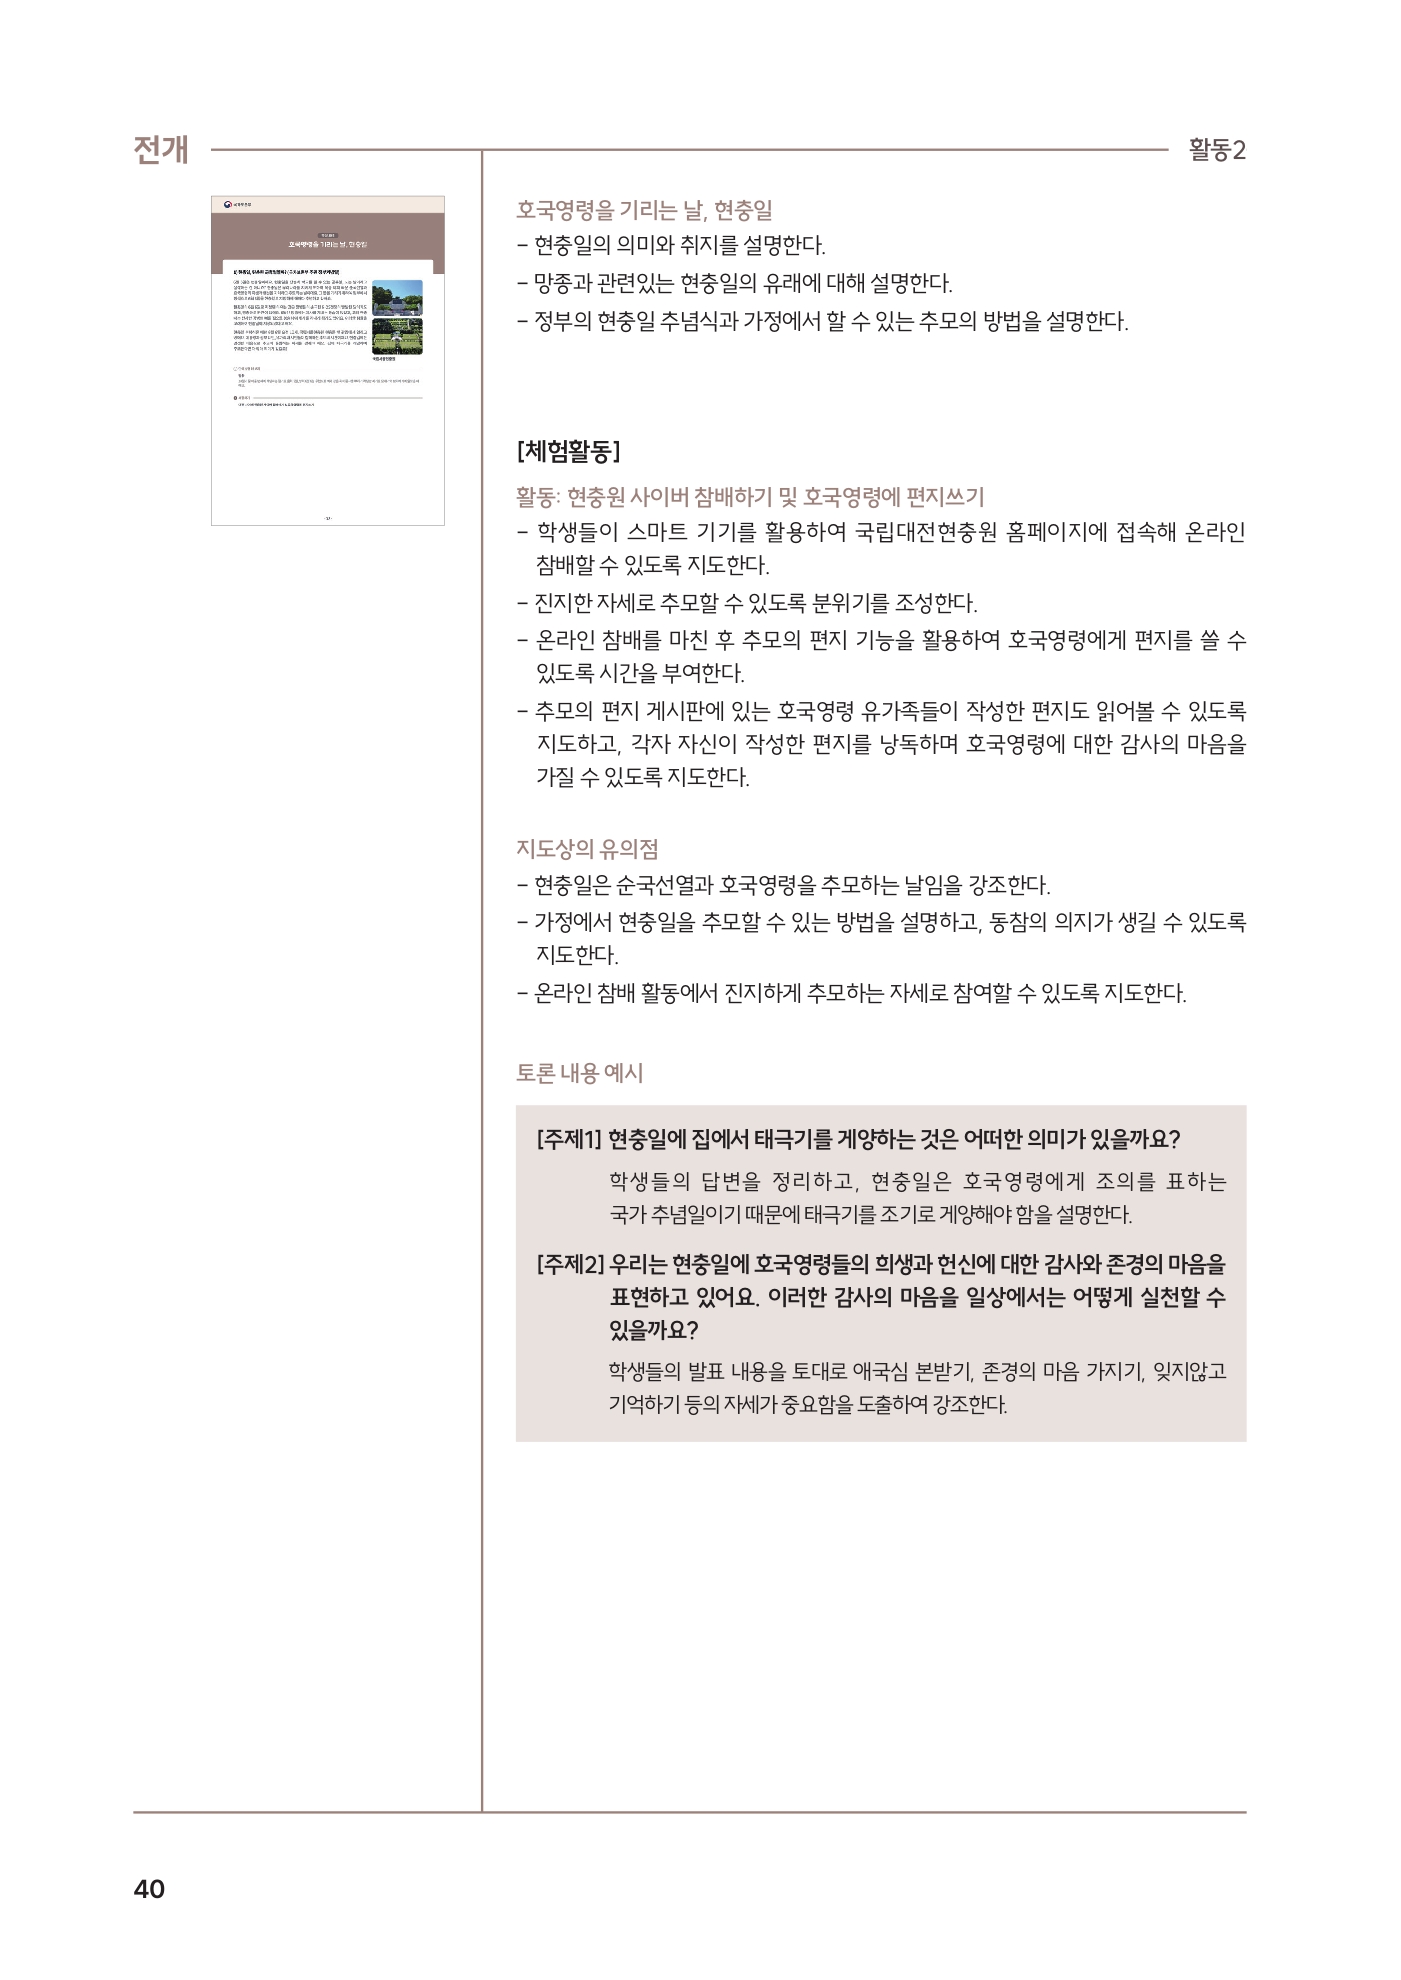 전개
활동2
국가보훈부
호국영령을 기리는 날, 현충일
호국영령을 기리는 날, 현충일
– 현충일의 의미와 취지를 설명한다.
– 망종과 관련있는 현충일의 유래에 대해 설명한다.
– 정부의 현충일 추념식과 가정에서 할 수 있는 추모의 방법을 설명한다.
[체험활동]
활동: 현충원 사이버 참배하기 및 호국영령에 편지쓰기
– 학생들이 스마트 기기를 활용하여 국립대전현충원 홈페이지에 접속해 온라인
참배할 수 있도록 지도한다.
– 진지한 자세로 추모할 수 있도록 분위기를 조성한다.
– 온라인 참배를 마친 후 추모의 편지 기능을 활용하여 호국영령에게 편지를 쓸 수
있도록 시간을 부여한다.
– 추모의 편지 게시판에 있는 호국영령 유가족들이 작성한 편지도 읽어볼 수 있도록
지도하고, 각자 자신이 작성한 편지를 낭독하며 호국영령에 대한 감사의 마음을
가질 수 있도록 지도한다.
지도상의 유의점
– 현충일은 순국선열과 호국영령을 추모하는 날임을 강조한다.
– 가정에서 현충일을 추모할 수 있는 방법을 설명하고, 동참의 의지가 생길 수 있도록
지도한다.
– 온라인 참배 활동에서 진지하게 추모하는 자세로 참여할 수 있도록 지도한다.
토론 내용 예시
[주제1] 현충일에 집에서 태극기를 게양하는 것은 어떠한 의미가 있을까요?
학생들의 답변을 정리하고, 현충일은 호국영령에게 조의를 표하는
국가 추념일이기 때문에 태극기를 조기로 게양해야 함을 설명한다.
[주제2] 우리는 현충일에 호국영령들의 희생과 헌신에 대한 감사와 존경의 마음을
표현하고 있어요. 이러한 감사의 마음을 일상에서는 어떻게 실천할 수
있을까요?
학생들의 발표 내용을 토대로 애국심 본받기, 존경의 마음 가지기, 잊지않고
기억하기 등의 자세가 중요함을 도출하여 강조한다.
40